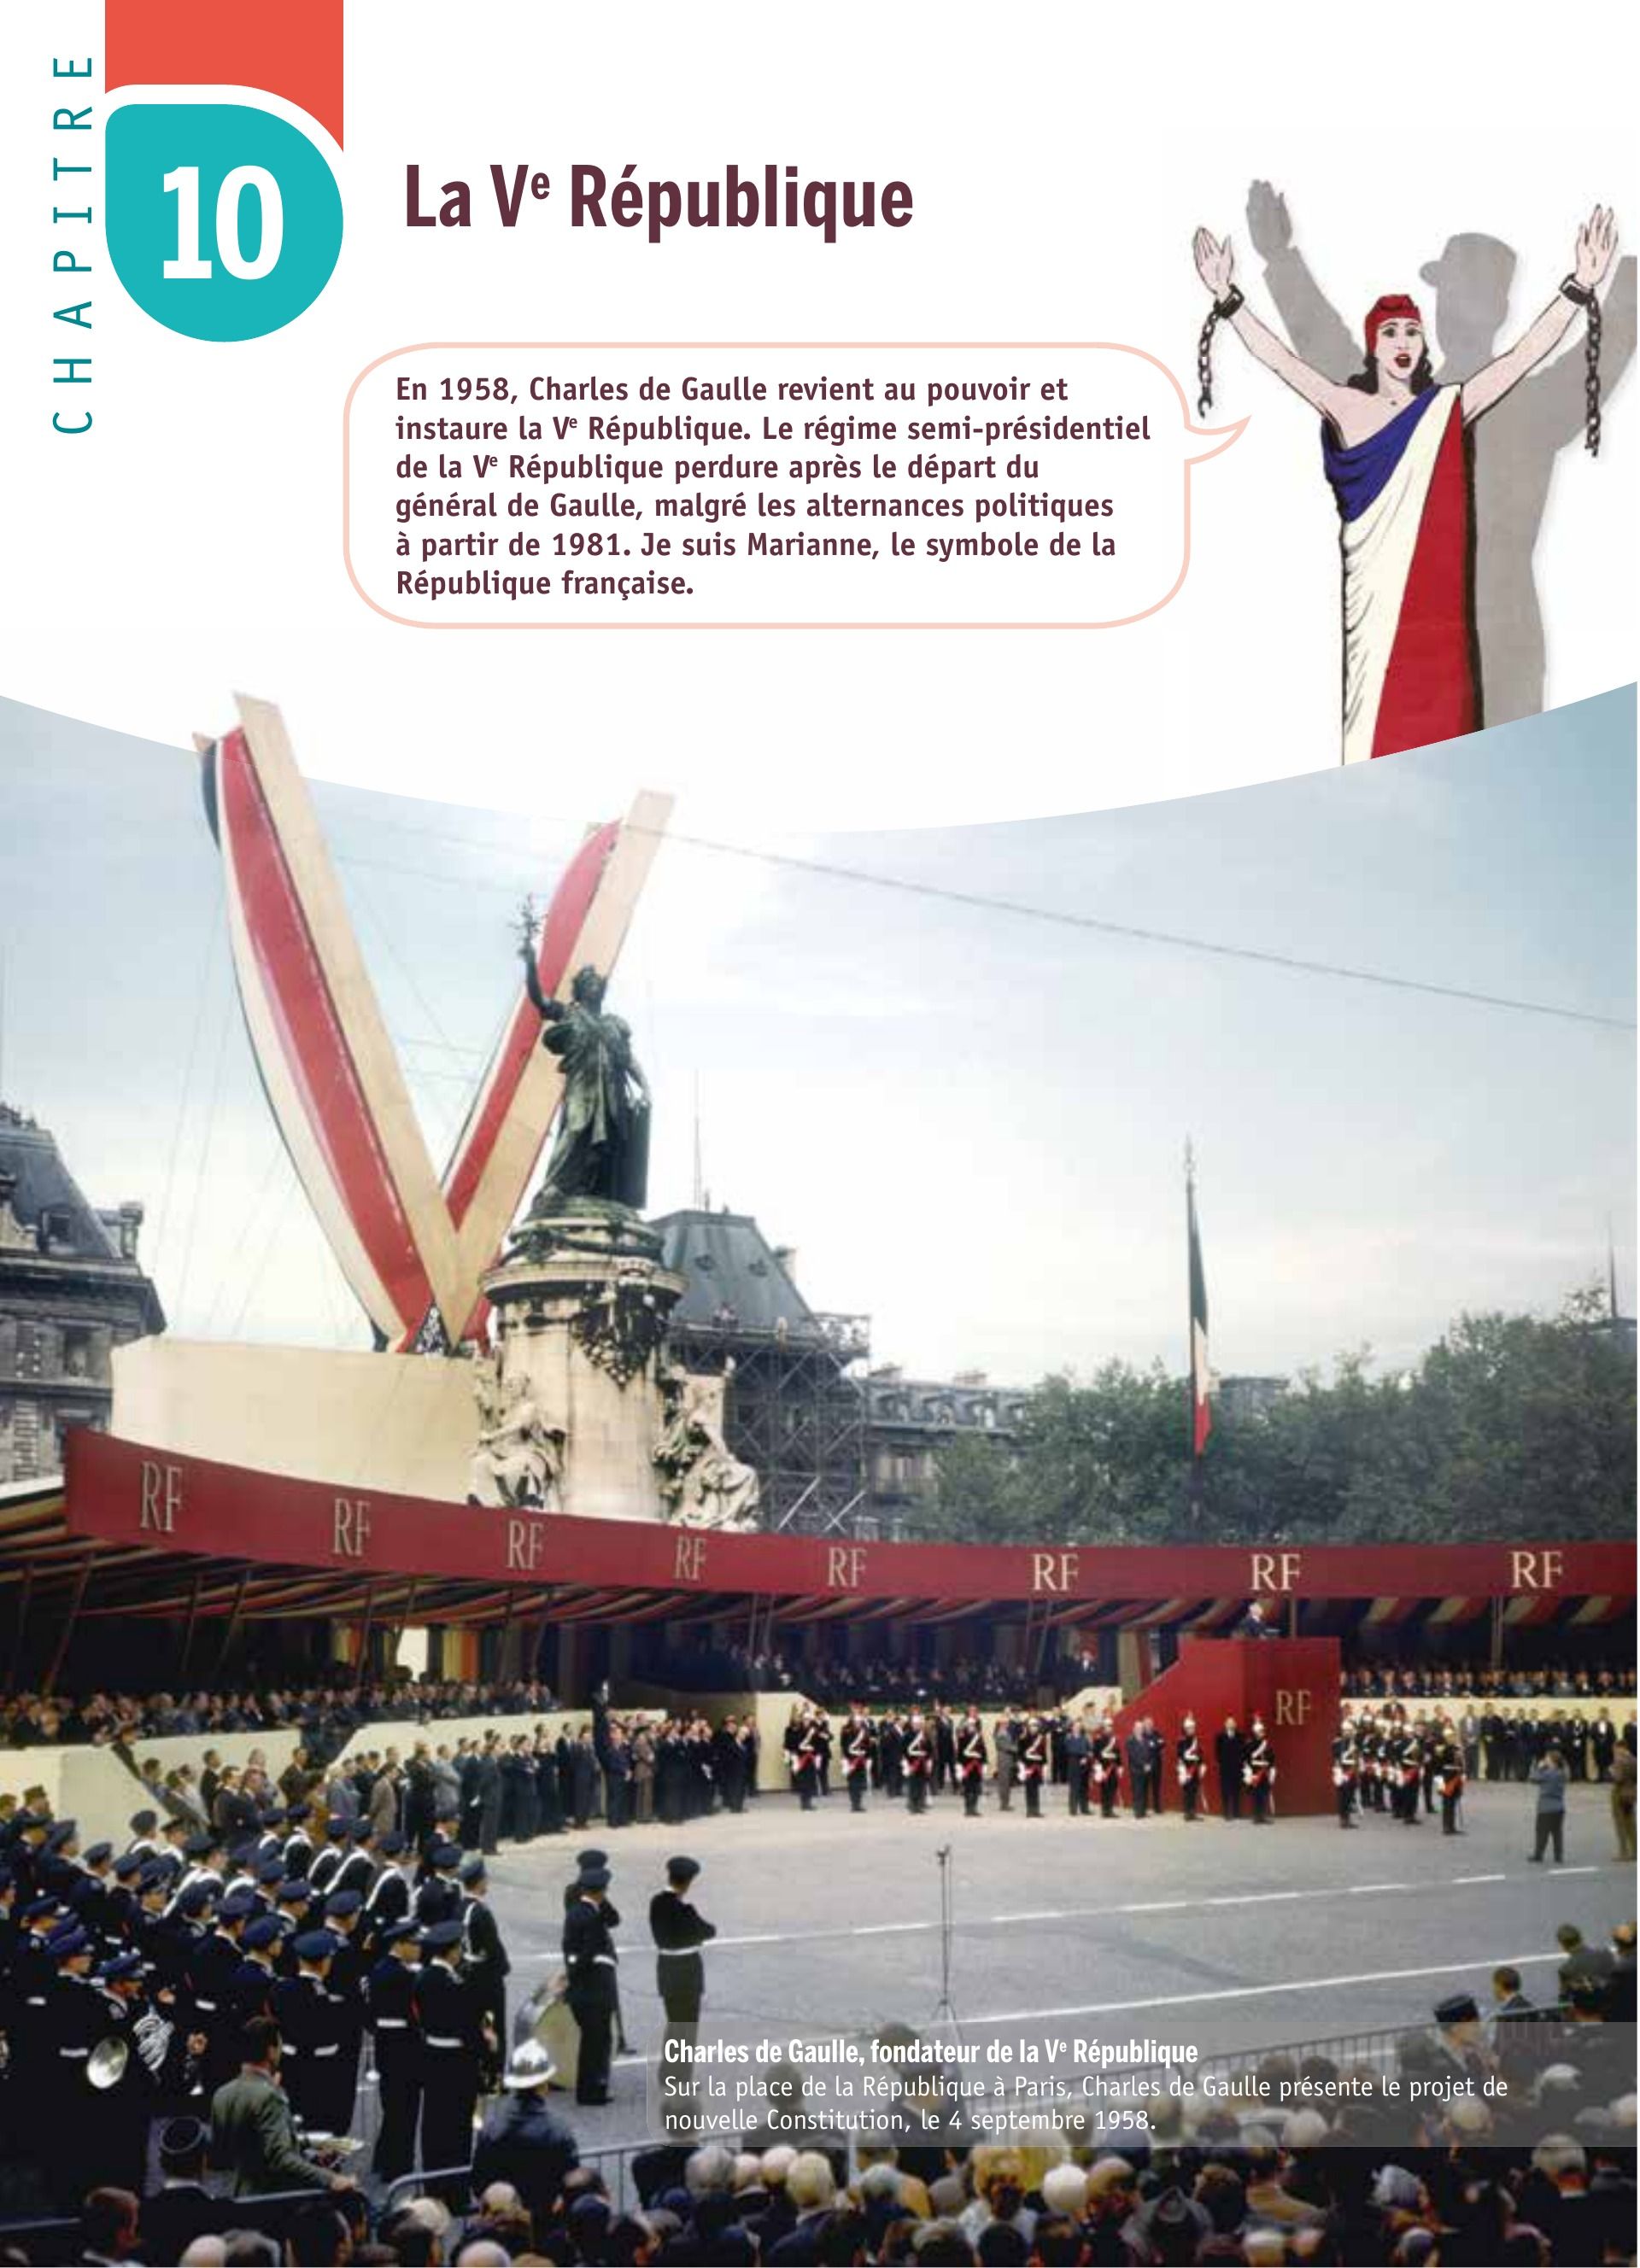 CHAPITRE
10
La Vᵉ République
En 1958, Charles de Gaulle revient au pouvoir et
instaure la Vᵉ République. Le régime semi-présidentiel
de la Vᵉ République perdure après le départ du
général de Gaulle, malgré les alternances politiques
à partir de 1981. Je suis Marianne, le symbole de la
République française.
RF
RF
RF
RF
RF
RF
RF
RF
RF
Charles de Gaulle, fondateur de la Vᵉ République
Sur la place de la République à Paris, Charles de Gaulle présente le projet de
nouvelle Constitution, le 4 septembre 1958.